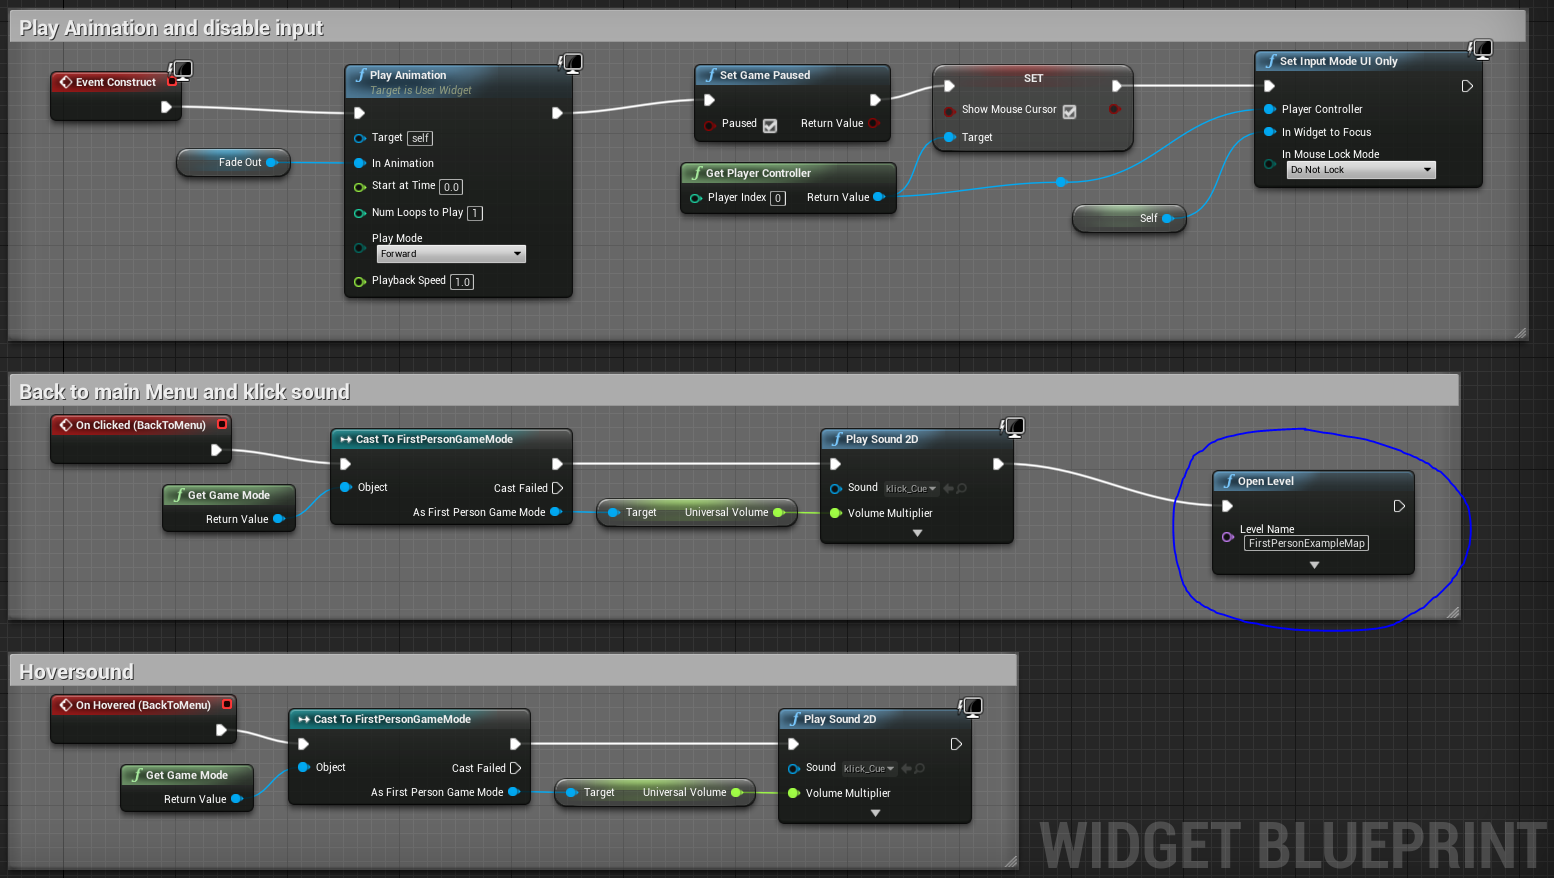 Play Animation and disable input
Event Construct
Play Animation
Target is User Widget
Target self
In Animation
Start at Time 0.0
Num Loops to Play 1
Play Mode
Forward
Playback Speed 1.0
Fade Out
Set Game Paused
Paused Return Value
Get Player Controller
Player Index 0 Return Value
SET
Show Mouse Cursor
Target
Self
Set Input Mode UI Only
Player Controller
In Widget to Focus
In Mouse Lock Mode
Do Not Lock
Back to main Menu and klick sound
On Clicked (BackToMenu)
Get Game Mode
Return Value
Cast To FirstPersonGameMode
Object
Cast Failed
As First Person Game Mode
Target Universal Volume
Play Sound 2D
Sound klick_Cue
Volume Multiplier
Open Level
Level Name
FirstPersonExampleMap
Hoversound
On Hovered (BackToMenu)
Get Game Mode
Return Value
Cast To FirstPersonGameMode
Object
Cast Failed
As First Person Game Mode
Target Universal Volume
Play Sound 2D
Sound klick_Cue
Volume Multiplier
WIDGET BLUEPRINT